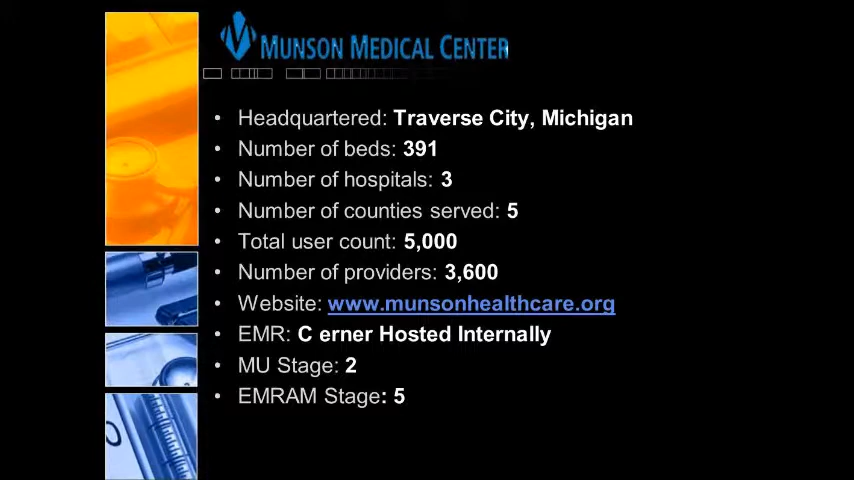 MUNSON MEDICAL CENTER
• Headquartered: Traverse City, Michigan
• Number of beds: 391
• Number of hospitals: 3
• Number of counties served: 5
• Total user count: 5,000
• Number of providers: 3,600
• Website: www.munsonhealthcare.org
• EMR: C erner Hosted Internally
• MU Stage: 2
• EMRAM Stage: 5